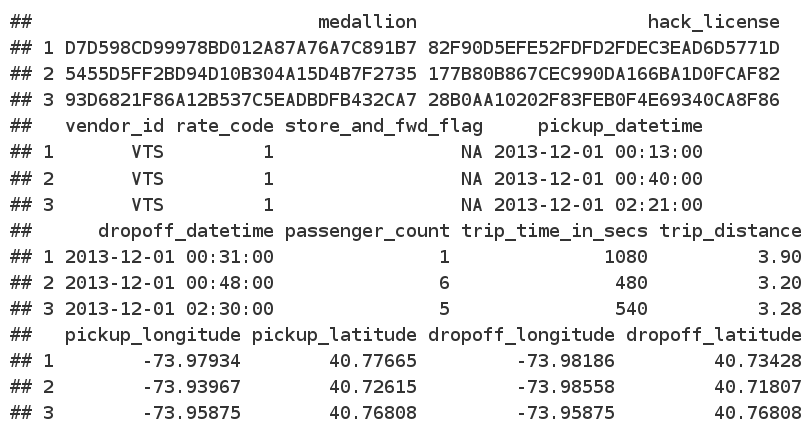 ##                          medallion                     hack_license
## 1 D7D598CD99978BD012A87A76A7C891B7 82F90D5EFE52FDFD2FDEC3EAD6D5771D
## 2 5455D5FF2BD94D10B304A15D4B7F2735 177B80B867CEC990DA166BA1D0FCAF82
## 3 93D6821F86A12B537C5EADBDFB432CA7 28B0AA10202F83FEB0F4E69340CA8F86
##   vendor_id rate_code store_and_fwd_flag     pickup_datetime
## 1       VTS         1                 NA 2013-12-01 00:13:00
## 2       VTS         1                 NA 2013-12-01 00:40:00
## 3       VTS         1                 NA 2013-12-01 02:21:00
##      dropoff_datetime passenger_count trip_time_in_secs trip_distance
## 1 2013-12-01 00:31:00               1              1080          3.90
## 2 2013-12-01 00:48:00               6               480          3.20
## 3 2013-12-01 02:30:00               5               540          3.28
##   pickup_longitude pickup_latitude dropoff_longitude dropoff_latitude
## 1        -73.97934        40.77665         -73.98186         40.73428
## 2        -73.93967        40.72615         -73.98558         40.71807
## 3        -73.95875        40.76808         -73.95875         40.76808